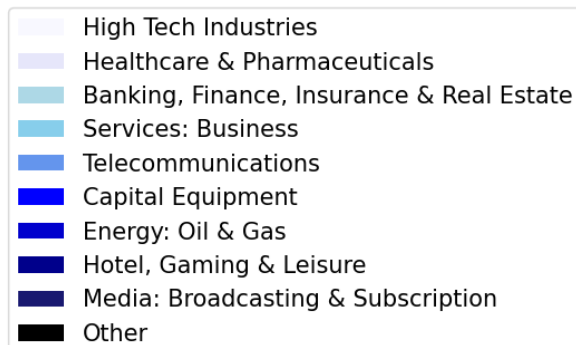 High Tech Industries
Healthcare & Pharmaceuticals
Banking, Finance, Insurance & Real Estate
Services: Business
Telecommunications
Capital Equipment
Energy: Oil & Gas
Hotel, Gaming & Leisure
Media: Broadcasting & Subscription
Other